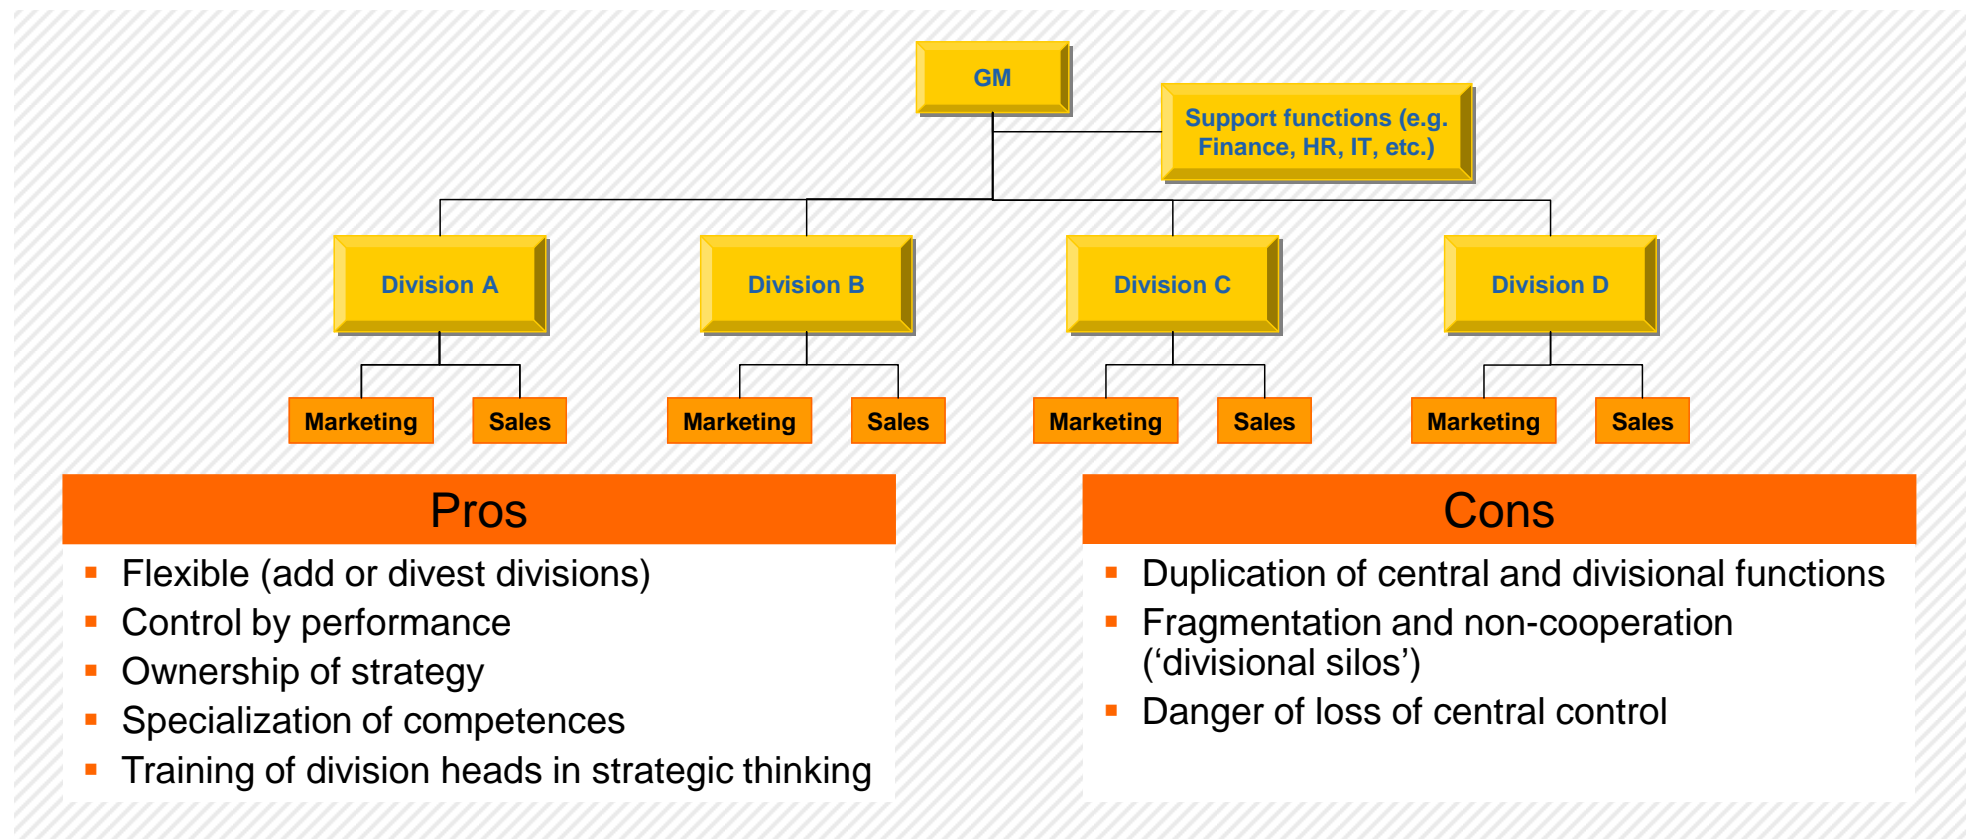 GM
Support functions (e.g.
Finance, HR, IT, etc.)
Division A
Division B
Division C
Division D
Marketing
Sales
Marketing
Sales
Marketing
Sales
Marketing
Sales
Pros
▪ Flexible (add or divest divisions)
▪ Control by performance
▪ Ownership of strategy
▪ Specialization of competences
▪ Training of division heads in strategic thinking
Cons
▪ Duplication of central and divisional functions
▪ Fragmentation and non-cooperation
(‘divisional silos’)
▪ Danger of loss of central control